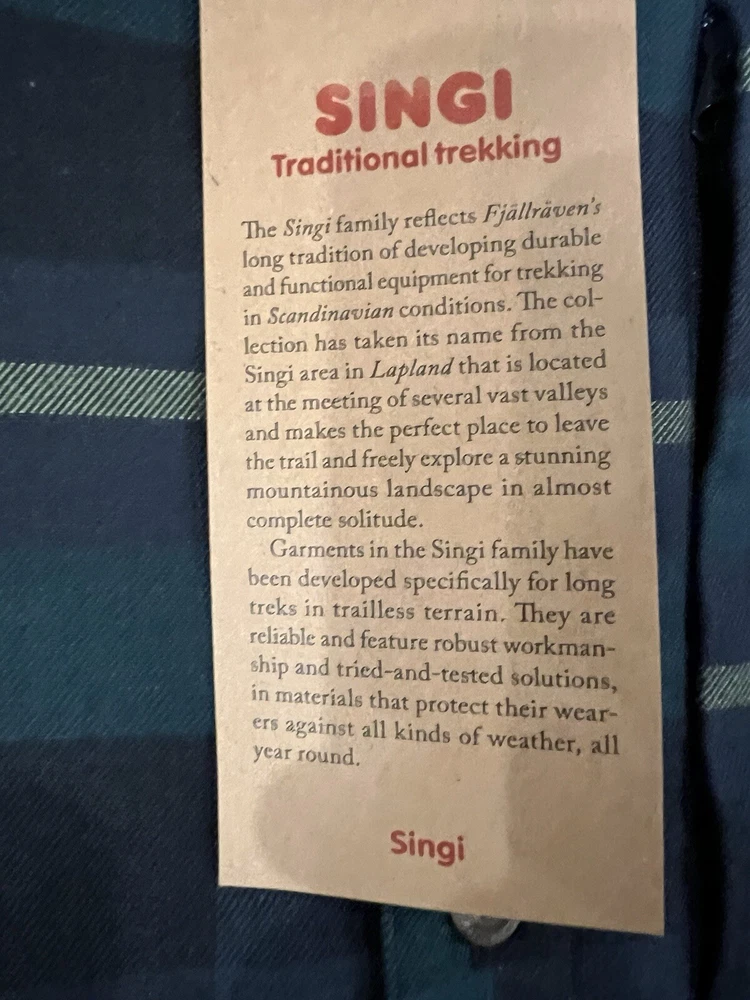 SINGI
Traditional trekking
The Singi family reflects Fjällräven's
long tradition of developing durable
and functional equipment for trekking
in Scandinavian conditions. The col-
lection has taken its name from the
Singi area in Lapland that is located
at the meeting of several vast valleys
and makes the perfect place to leave
the trail and freely explore a stunning
mountainous landscape in almost
complete solitude.
Garments in the Singi family have
been developed specifically for long
treks in trailless terrain. They are
reliable and feature robust workman-
ship and tried-and-tested solutions,
in materials that protect their wear-
ers against all kinds of weather, all
year round.
Singi